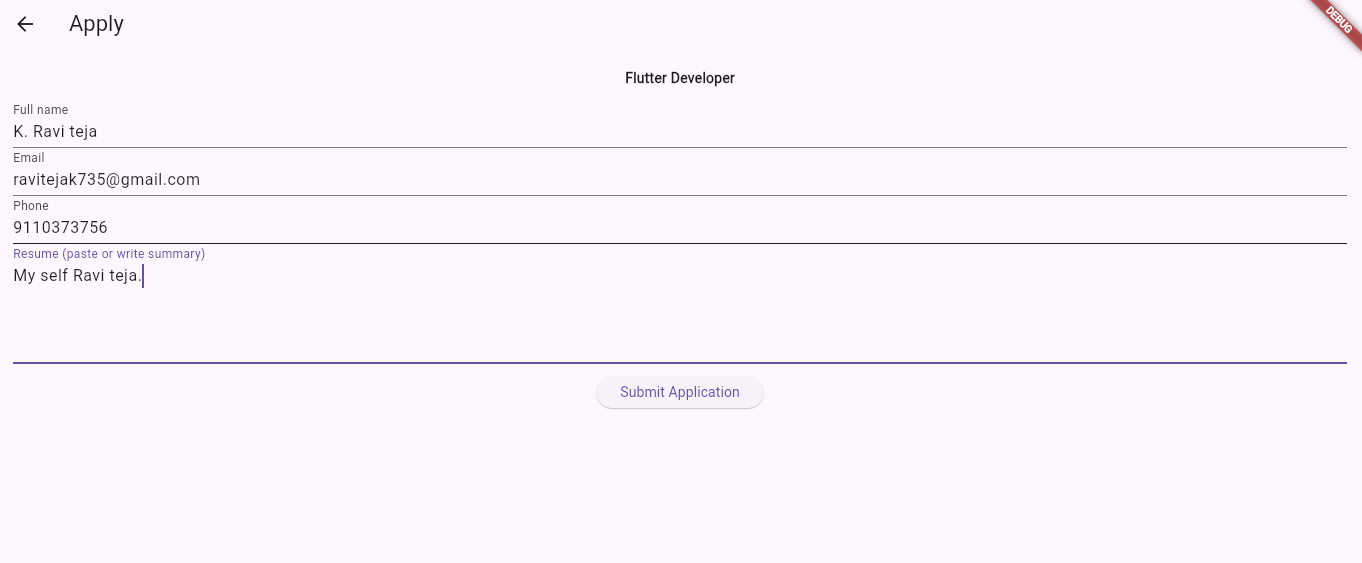 Apply
DEBUG
Flutter Developer
Full name
K. Ravi teja
Email
ravitejak735@gmail.com
Phone
9110373756
Resume (paste or write summary)
My self Ravi teja.
Submit Application